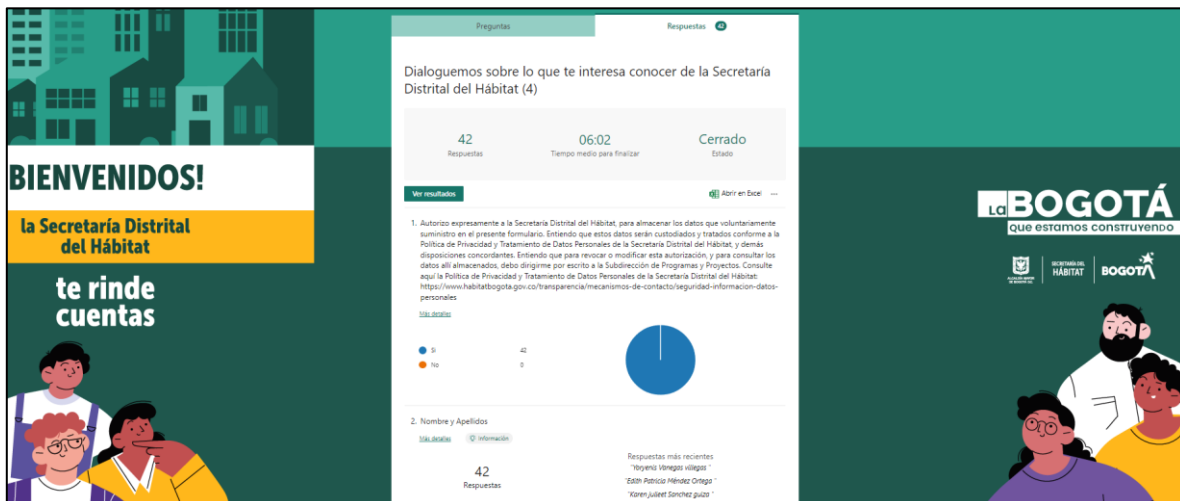 BIENVENIDOS!
la Secretaría Distrital
del Hábitat
te rinde
cuentas
Preguntas
Respuestas 42
Dialoguemos sobre lo que te interesa conocer de la Secretaría
Distrital del Hábitat (4)
42
Respuestas
06:02
Tiempo medio para finalizar
Cerrado
Estado
Ver resultados
Abrir en Excel
1. Autorizo expresamente a la Secretaría Distrital del Hábitat, para almacenar los datos que voluntariamente
suministro en el presente formulario. Entiendo que estos datos serán custodiados y tratados conforme a la
Política de Privacidad y Tratamiento de Datos Personales de la Secretaría Distrital del Hábitat, y demás
disposiciones concordantes. Entiendo que para revocar o modificar esta autorización, y para consultar los
datos allí almacenados, debo dirigirme por escrito a la Subdirección de Programas y Proyectos. Consulte
aquí la Política de Privacidad y Tratamiento de Datos Personales de la Secretaría Distrital del Hábitat:
https://www.habitatbogota.gov.co/transparencia/mecanismos-de-contacto/seguridad-informacion-datos-
personales
Más detalles
Si 42
No 0
2. Nombre y Apellidos
Más detalles
Información
42
Respuestas
Respuestas más recientes
"Yoryenis Vanegas villegas "
"Edith Patricia Méndez Ortega "
"Karen julieet Sanchez guiza "
La BOGOTÁ
que estamos construyendo
ALCALDÍA MAYOR
DE BOGOTÁ D.C.
SECRETARÍA DEL
HÁBITAT
BOGOTÁ